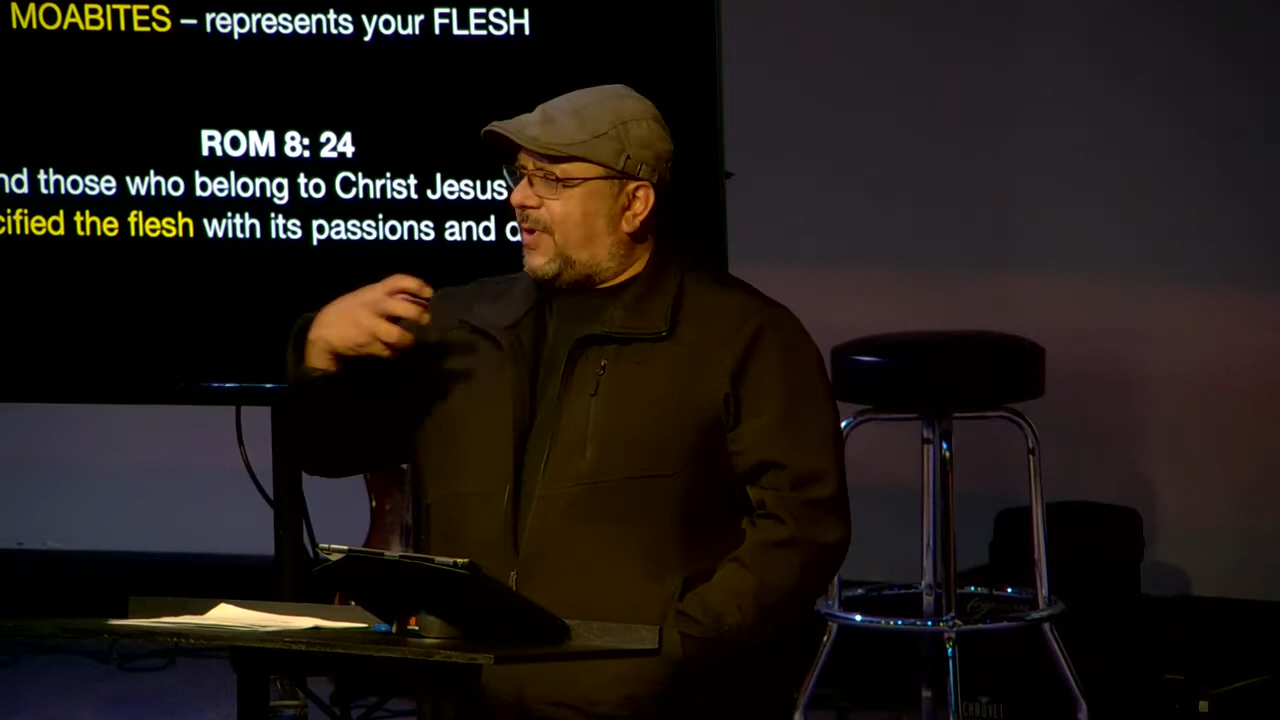 MOABITES – represents your FLESH
ROM 8: 24
nd those who belong to Christ Jesus
cified the flesh with its passions and d
CHAUVET